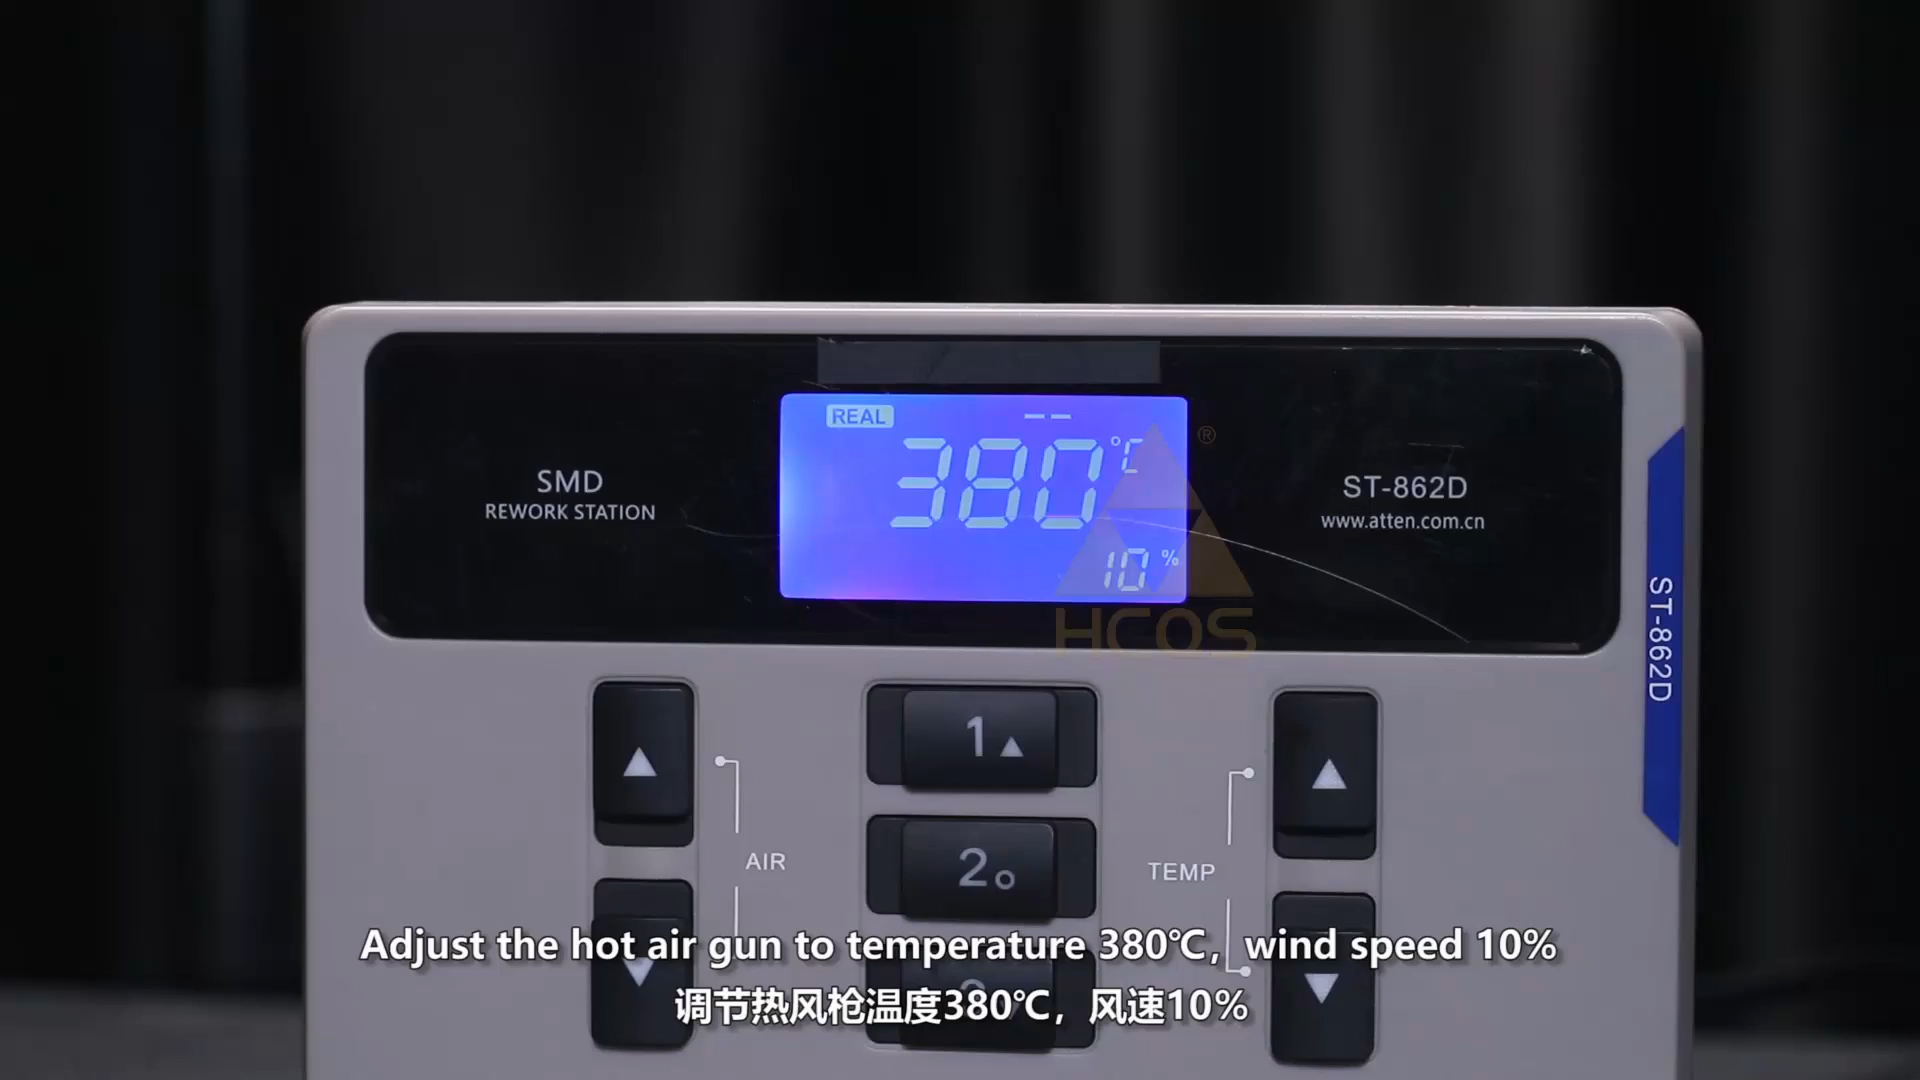 REAL
--
380°C
®
SMD
REWORK STATION
ST-862D
www.atten.com.cn
10%
HCOS
ST-862D
1
AIR
2
TEMP
Adjust the hot air gun to temperature 380℃, wind speed 10%
调节热风枪温度380℃，风速10%